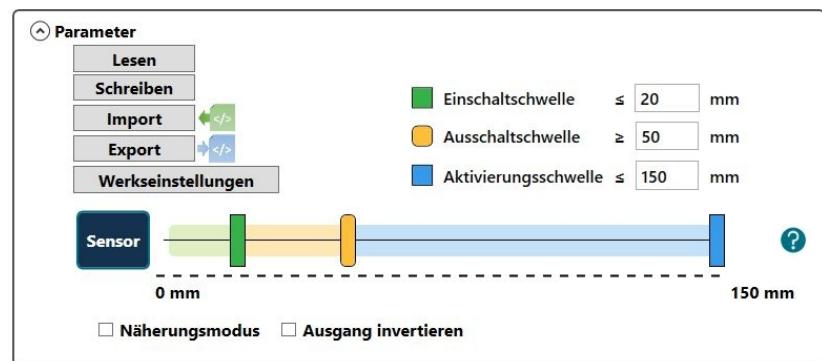 Parameter
Lesen
Schreiben
Import
</>
Export
</>
Werkseinstellungen
Einschaltschwelle ≤ 20 mm
Ausschaltschwelle ≥ 50 mm
Aktivierungsschwelle ≤ 150 mm
Sensor
?
0 mm
150 mm
Näherungsmodus
Ausgang invertieren